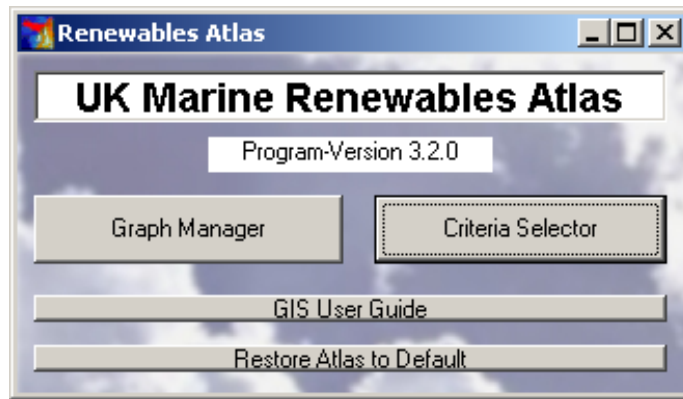 Renewables Atlas
UK Marine Renewables Atlas
Program-Version 3.2.0
Graph Manager Criteria Selector
GIS User Guide
Restore Atlas to Default